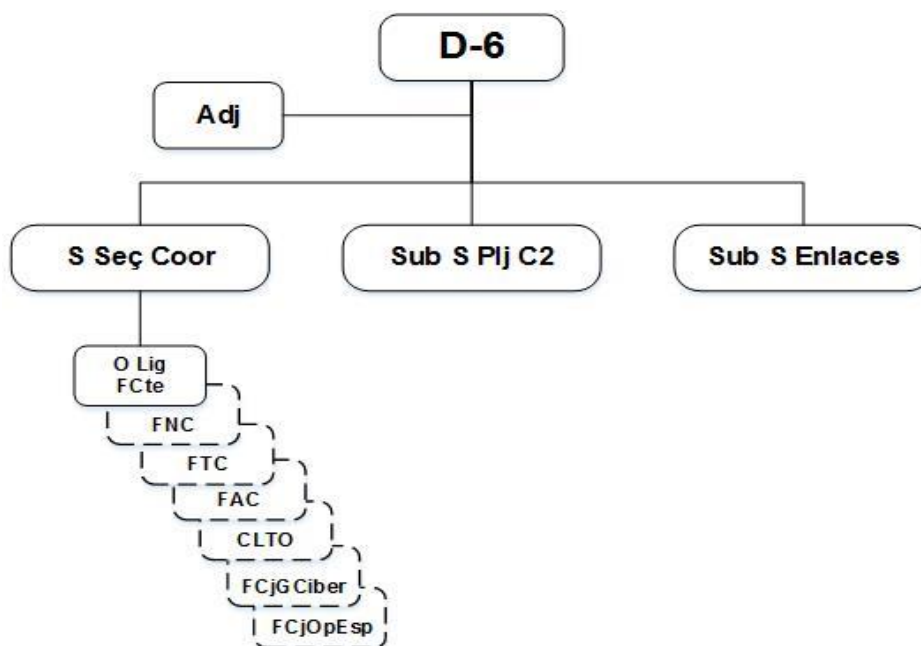 D-6
Adj
S Seç Coor
Sub S Plj C2
Sub S Enlaces
O Lig
FCte
FNC
FTC
FAC
CLTO
FCjGCiber
FCjOpEsp